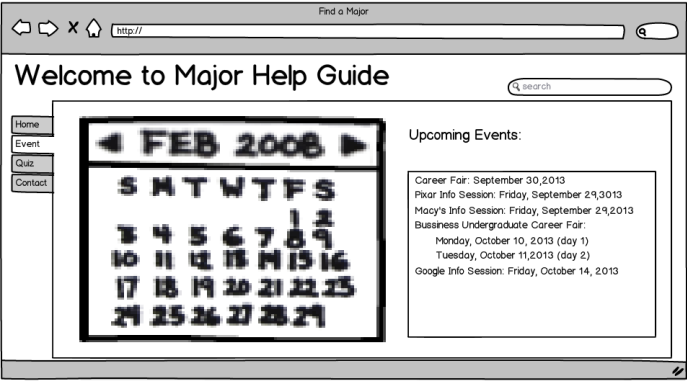 Find a Major
http://
Welcome to Major Help Guide
search
Home
Event
Quiz
Contact
FEB 2008
S M T W T F S
1 2
3 4 5 6 7 8 9
10 11 12 13 14 15 16
17 18 19 20 21 22 23
24 25 26 27 28 29
Upcoming Events:
Career Fair: September 30,2013
Pixar Info Session: Friday, September 29,3013
Macy's Info Session: Friday, September 29,2013
Bussiness Undergraduate Career Fair:
Monday, October 10, 2013 (day 1)
Tuesday, October 11,2013 (day 2)
Google Info Session: Friday, October 14, 2013